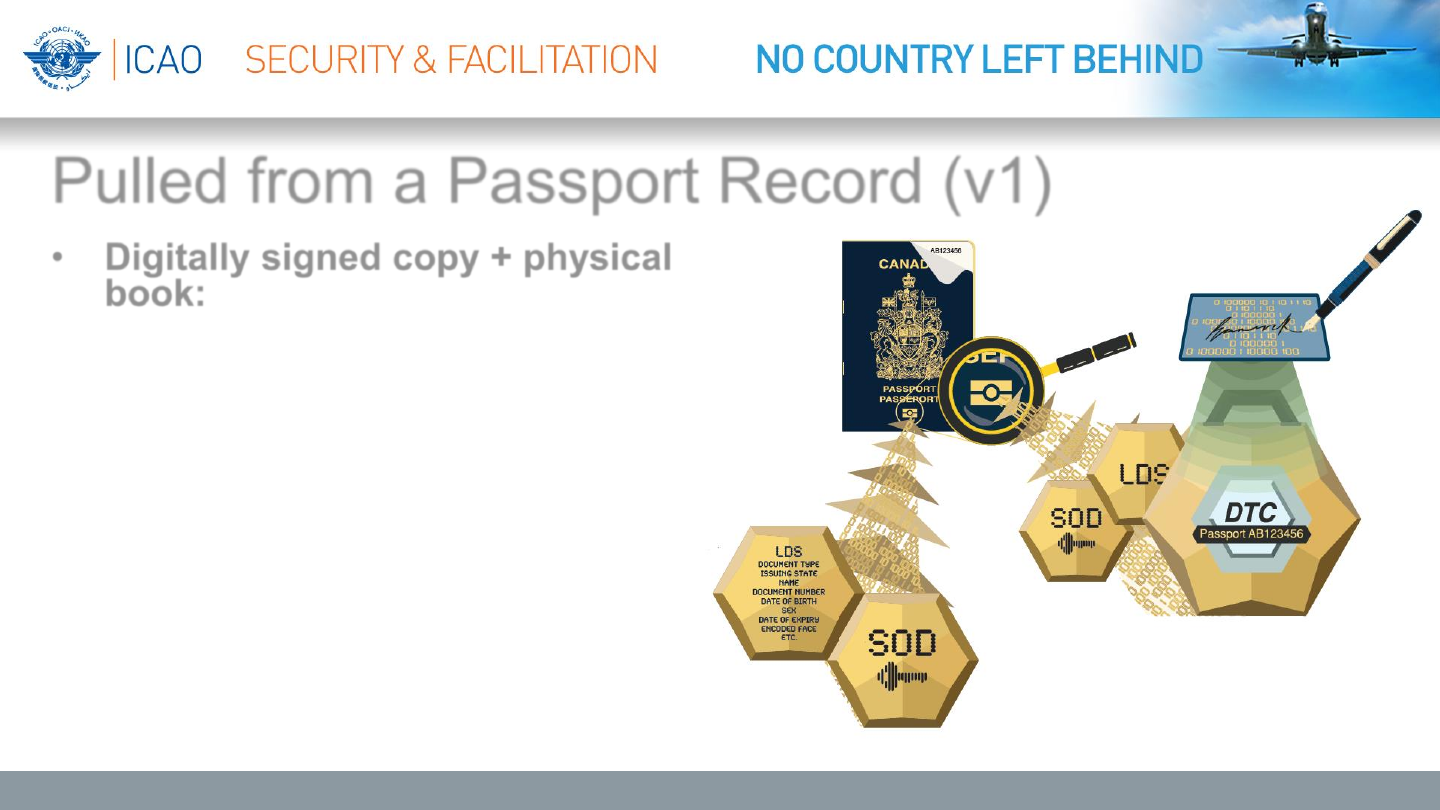 ICAO · OACI · ИКАО
ICAO SECURITY & FACILITATION NO COUNTRY LEFT BEHIND
Pulled from a Passport Record (v1)
• Digitally signed copy + physical
book:
AB123456
CANAD
PASSPORT
PASSEPORT
LDS
SOD
DTC
Passport AB123456
LDS
DOCUMENT TYPE
ISSUING STATE
NAME
DOCUMENT NUMBER
DATE OF BIRTH
SEX
DATE OF EXPIRY
ENCODED FACE
ETC.
SOD